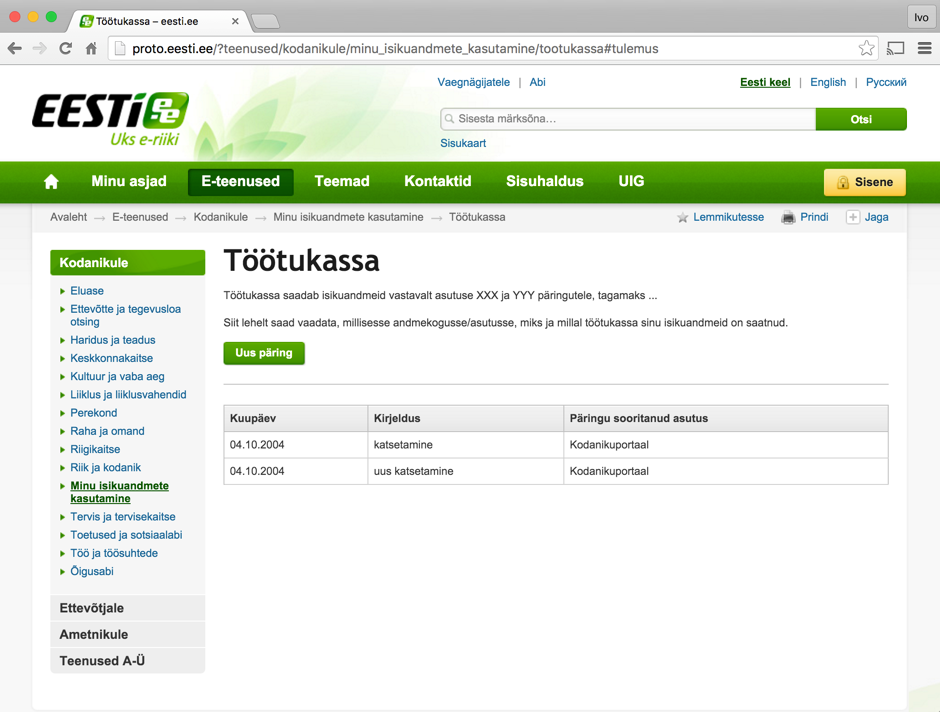 Töötukassa – eesti.ee
Ivo
proto.eesti.ee/?teenused/kodanikule/minu_isikuandmete_kasutamine/tootukassa#tulemus
Vaegnägijatele | Abi
Eesti keel | English | Русский
EESTI.ee
Uks e-riiki
Sisesta märksõna...
Otsi
Sisukaart
Minu asjad
E-teenused
Teemad
Kontaktid
Sisuhaldus
UIG
Sisene
Avaleht → E-teenused → Kodanikule → Minu isikuandmete kasutamine → Töötukassa
Lemmikutesse
Prindi
Jaga
Kodanikule
Eluase
Ettevõtte ja tegevusloa
otsing
Haridus ja teadus
Keskkonnakaitse
Kultuur ja vaba aeg
Liiklus ja liiklusvahendid
Perekond
Raha ja omand
Riigikaitse
Riik ja kodanik
Minu isikuandmete
kasutamine
Tervis ja tervisekaitse
Toetused ja sotsiaalabi
Töö ja töösuhtede
Õigusabi
Ettevõtjale
Ametnikule
Teenused A-Ü
Töötukassa
Töötukassa saadab isikuandmeid vastavalt asutuse XXX ja YYY päringutele, tagamaks ...
Siit lehelt saad vaadata, millisesse andmekogusse/asutusse, miks ja millal töötukassa sinu isikuandmeid on saatnud.
Uus päring
Kuupäev Kirjeldus Päringu sooritanud asutus
04.10.2004 katsetamine Kodanikuportaal
04.10.2004 uus katsetamine Kodanikuportaal